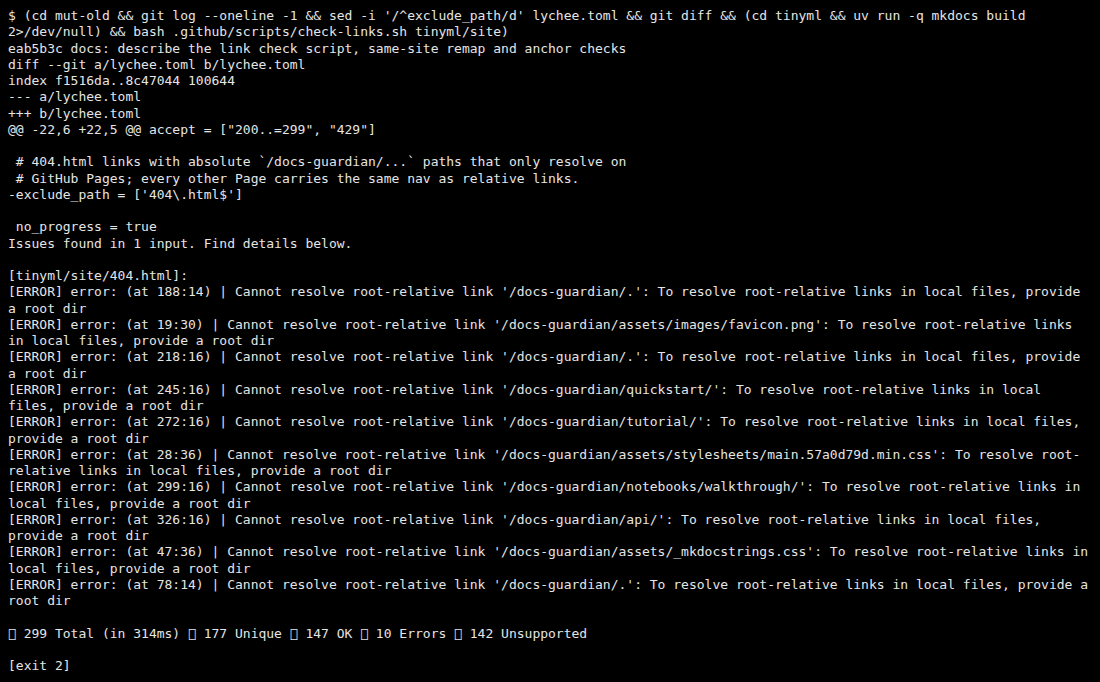 $ (cd mut-old && git log --oneline -1 && sed -i '/^exclude_path/d' lychee.toml && git diff && (cd tinyml && uv run -q mkdocs build
2>/dev/null) && bash .github/scripts/check-links.sh tinyml/site)
eab5b3c docs: describe the link check script, same-site remap and anchor checks
diff --git a/lychee.toml b/lychee.toml
index f1516da..8c47044 100644
--- a/lychee.toml
+++ b/lychee.toml
@@ -22,6 +22,5 @@ accept = ["200..=299", "429"]

 # 404.html links with absolute `/docs-guardian/...` paths that only resolve on
 # GitHub Pages; every other Page carries the same nav as relative links.
-exclude_path = ['404\.html$']

 no_progress = true
Issues found in 1 input. Find details below.

[tinyml/site/404.html]:
[ERROR] error: (at 188:14) | Cannot resolve root-relative link '/docs-guardian/.': To resolve root-relative links in local files, provide
a root dir
[ERROR] error: (at 19:30) | Cannot resolve root-relative link '/docs-guardian/assets/images/favicon.png': To resolve root-relative links
in local files, provide a root dir
[ERROR] error: (at 218:16) | Cannot resolve root-relative link '/docs-guardian/.': To resolve root-relative links in local files, provide
a root dir
[ERROR] error: (at 245:16) | Cannot resolve root-relative link '/docs-guardian/quickstart/': To resolve root-relative links in local
files, provide a root dir
[ERROR] error: (at 272:16) | Cannot resolve root-relative link '/docs-guardian/tutorial/': To resolve root-relative links in local files,
provide a root dir
[ERROR] error: (at 28:36) | Cannot resolve root-relative link '/docs-guardian/assets/stylesheets/main.57a0d79d.min.css': To resolve root-
relative links in local files, provide a root dir
[ERROR] error: (at 299:16) | Cannot resolve root-relative link '/docs-guardian/notebooks/walkthrough/': To resolve root-relative links in
local files, provide a root dir
[ERROR] error: (at 326:16) | Cannot resolve root-relative link '/docs-guardian/api/': To resolve root-relative links in local files,
provide a root dir
[ERROR] error: (at 47:36) | Cannot resolve root-relative link '/docs-guardian/assets/_mkdocstrings.css': To resolve root-relative links in
local files, provide a root dir
[ERROR] error: (at 78:14) | Cannot resolve root-relative link '/docs-guardian/.': To resolve root-relative links in local files, provide a
root dir

299 Total (in 314ms) 177 Unique 147 OK 10 Errors 142 Unsupported

[exit 2]